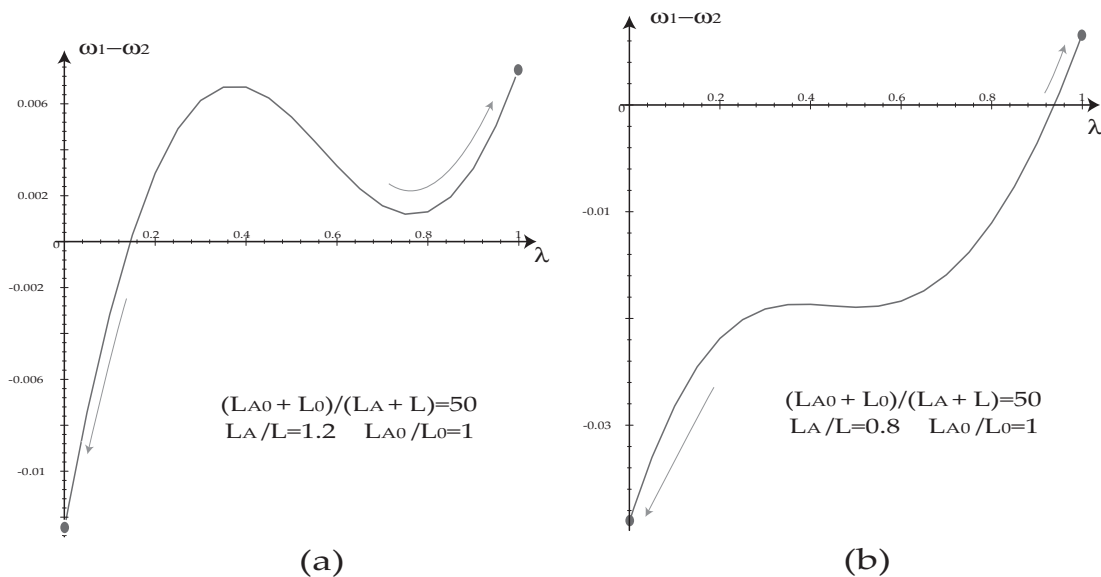 ω1−ω2
0.006
0.002
0
0.2
0.4
0.6
0.8
1
λ
-0.002
-0.006
-0.01
(LA0 + L0)/(LA + L)=50
LA/L=1.2 LA0/L0=1
(a)
ω1−ω2
0
0.2
0.4
0.6
0.8
1
λ
-0.01
-0.03
(LA0 + L0)/(LA + L)=50
LA/L=0.8 LA0/L0=1
(b)